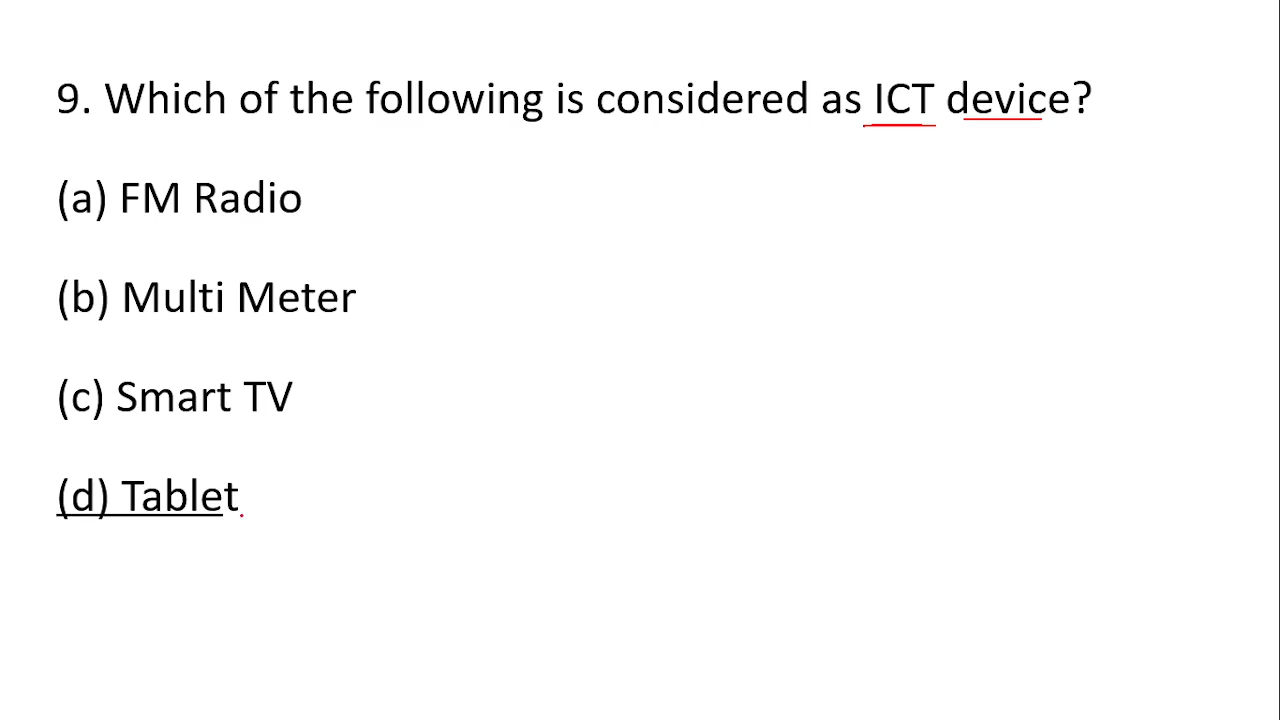 9. Which of the following is considered as ICT device?
(a) FM Radio
(b) Multi Meter
(c) Smart TV
(d) Tablet